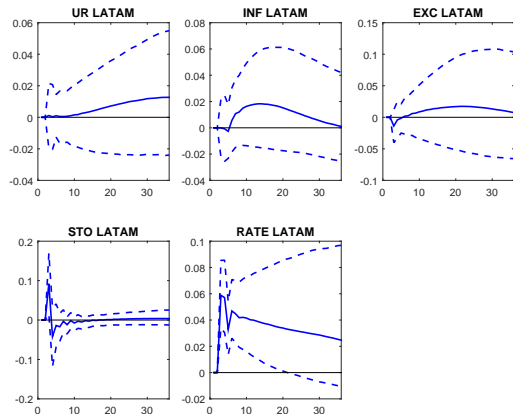 UR LATAM INF LATAM EXC LATAM
0.06 0.08 0.1
0.04 0.06 0.05
0.02 0.04 0
0 0.02 -0.05
-0.02 0 -0.1
-0.04 -0.02
-0.04
0 10 20 30 0 10 20 30 0 10 20 30
STO LATAM RATE LATAM
0.2 0.1
0.1 0.08
0 0.06
-0.1 0.04
-0.2 0.02
0
-0.02
0 10 20 30 0 10 20 30